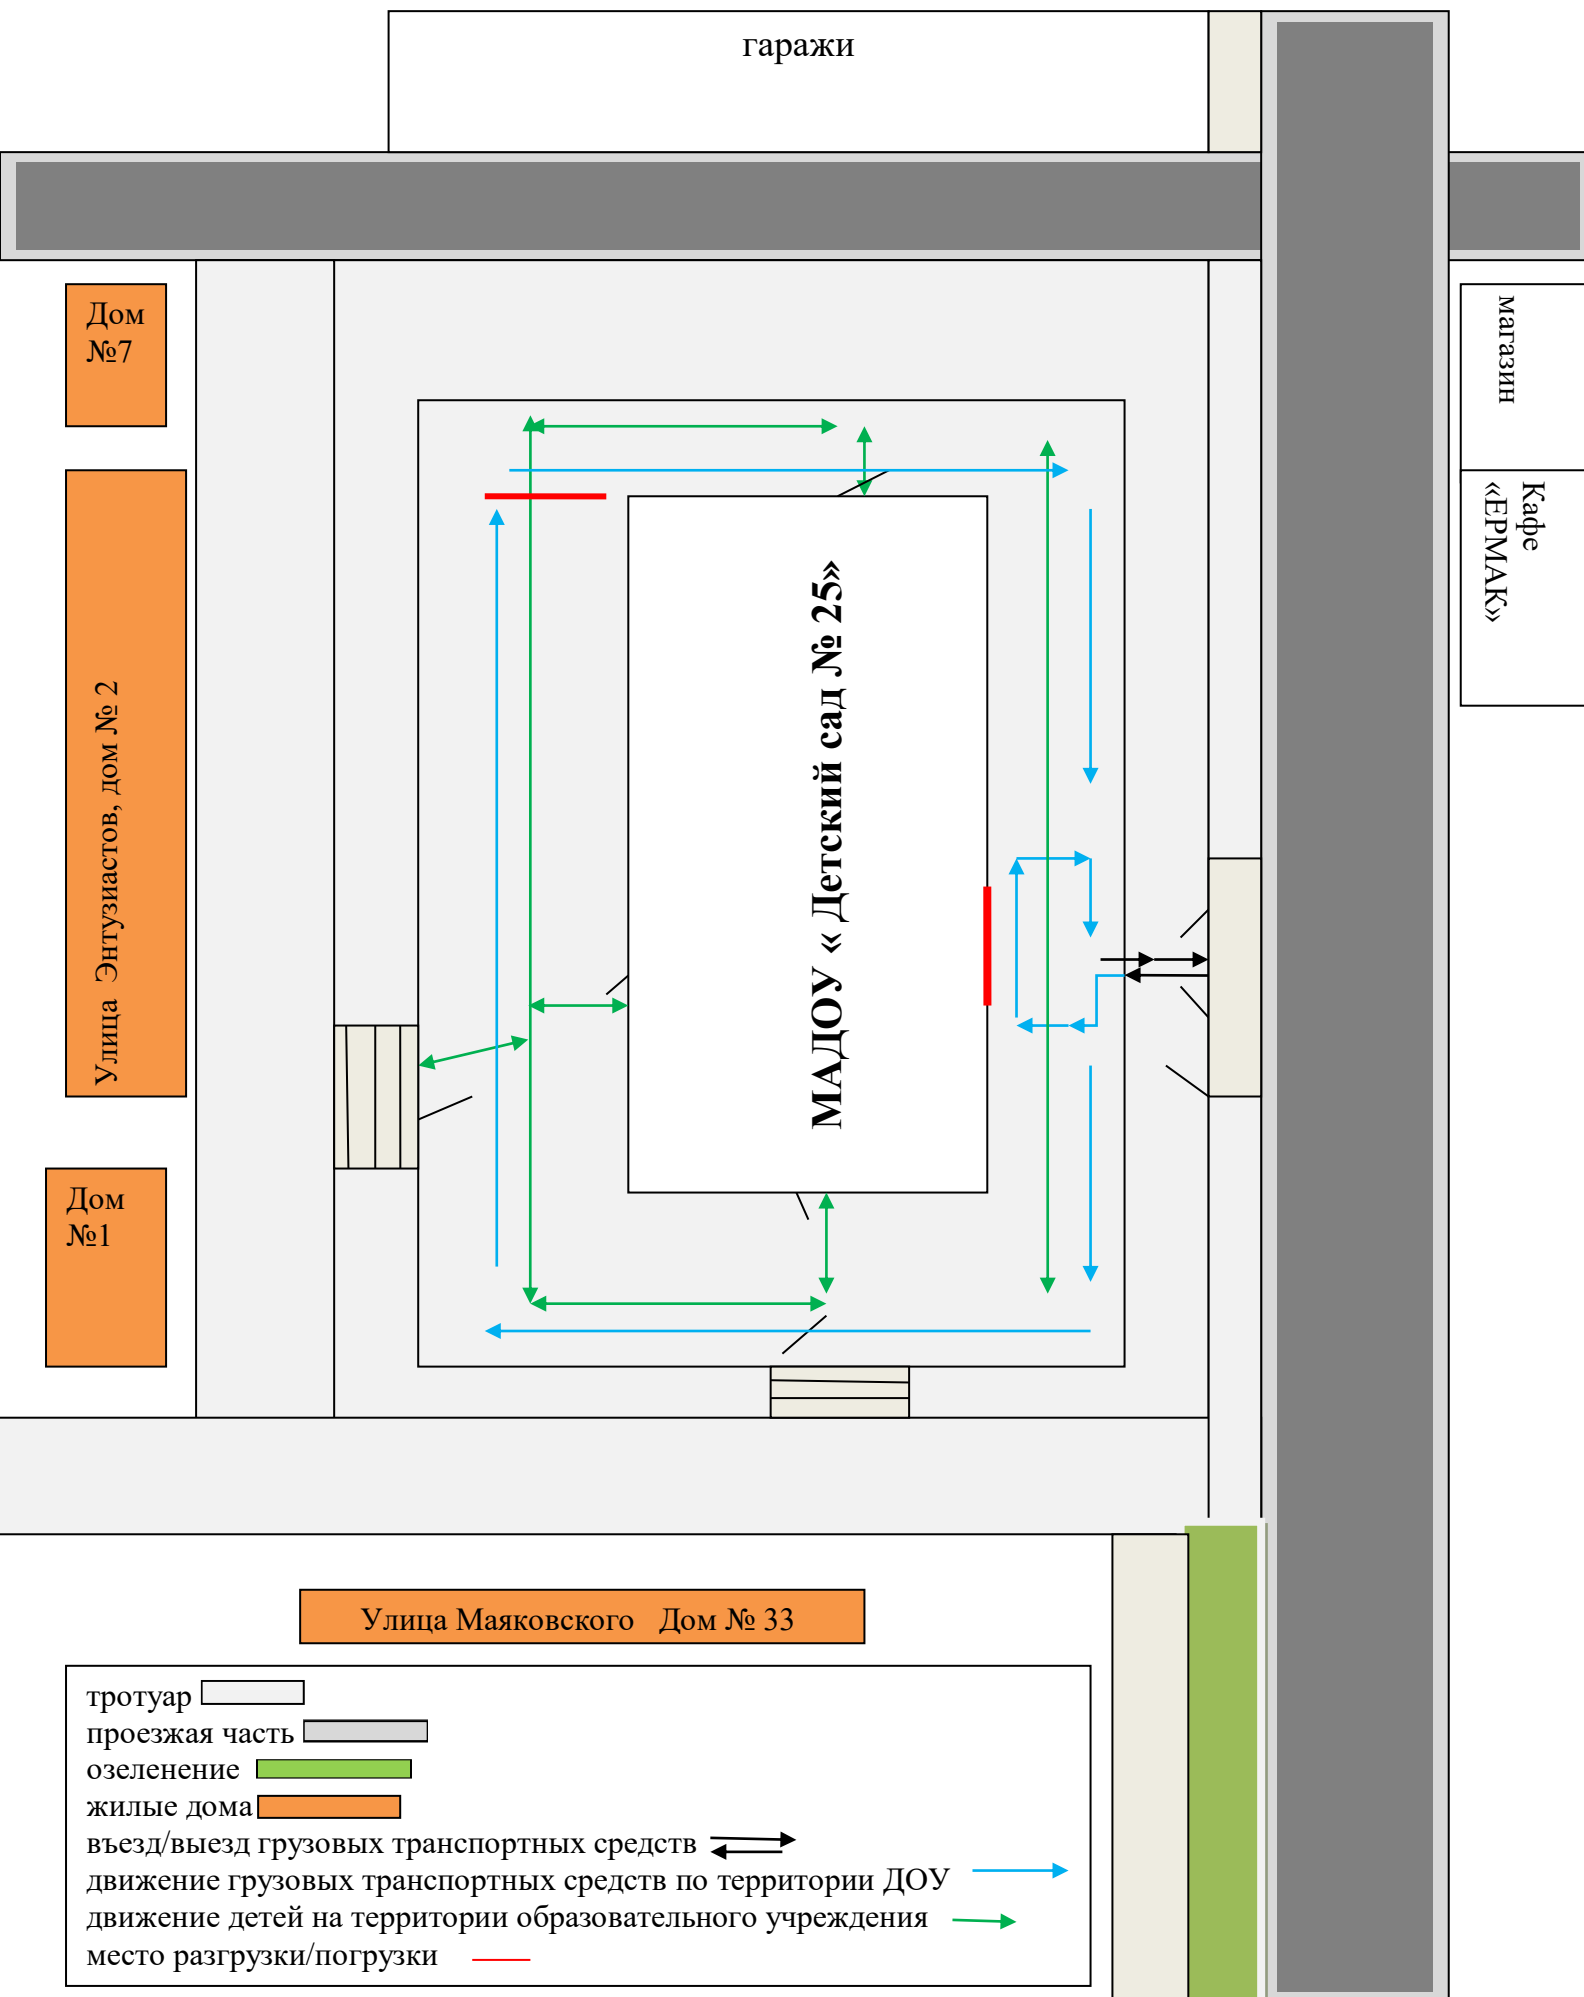 гаражи
Дом
№7
магазин
Кафе
«ЕРМАК»
Улица Энтузиастов, дом № 2
МАДОУ « Детский сад № 25»
Дом
№1
Улица Маяковского Дом № 33
тротуар
проезжая часть
озеленение
жилые дома
въезд/выезд грузовых транспортных средств
движение грузовых транспортных средств по территории ДОУ
движение детей на территории образовательного учреждения
место разгрузки/погрузки